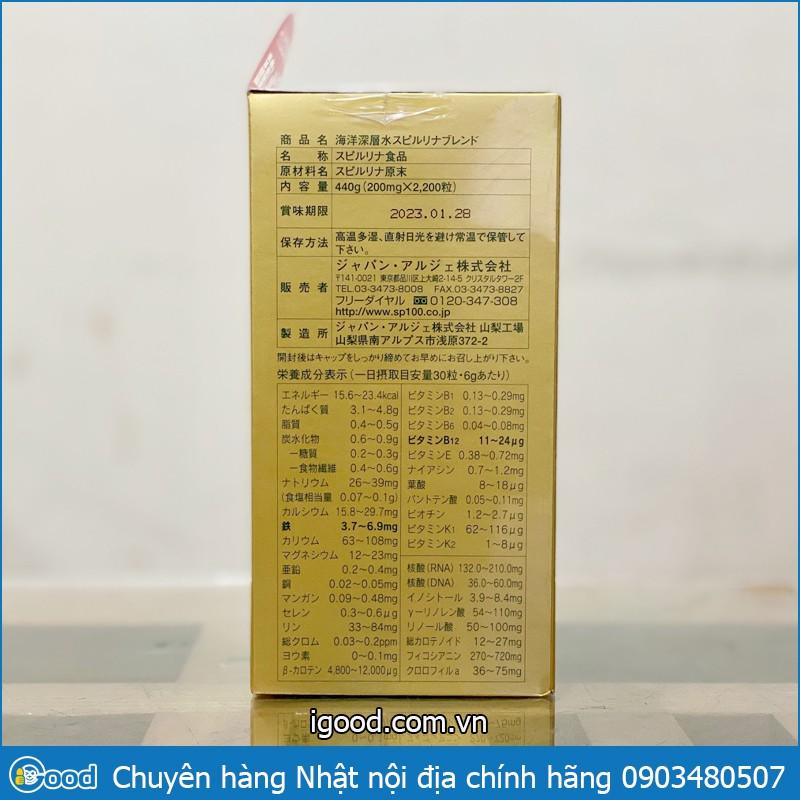 商品名 海洋深層水スピルリナブレンド
名称 スピルリナ食品
原材料名 スピルリナ原末
内容量 440g(200mg×2,200粒)
賞味期限 2023.01.28
保存方法 高温多湿、直射日光を避け常温で保管して
下さい。
販売者 ジャパン・アルジェ株式会社
〒141-0021 東京都品川区上大崎2-14-5 クリスタルタワー2F
TEL.03-3473-8008 FAX.03-3473-8827
フリーダイヤル 0120-347-308
http://www.sp100.co.jp
製造所 ジャパン・アルジェ株式会社 山梨工場
山梨県南アルプス市浅原372-2
開封後はキャップをしっかり締めてお早めにお召し上がり下さい。
栄養成分表示(一日摂取目安量30粒・6gあたり)
エネルギー 15.6~23.4kcal
たんぱく質 3.1~4.8g
脂質 0.4~0.5g
炭水化物 0.6~0.9g
ー糖質 0.2~0.3g
ー食物繊維 0.4~0.6g
ナトリウム 26~39mg
(食塩相当量 0.07~0.1g)
カルシウム 15.8~29.7mg
鉄 3.7~6.9mg
カリウム 63~108mg
マグネシウム 12~23mg
亜鉛 0.2~0.4mg
銅 0.02~0.05mg
マンガン 0.09~0.48mg
セレン 0.3~0.6μg
リン 33~84mg
総クロム 0.03~0.2ppm
ヨウ素 0~0.1mg
β-カロテン 4,800~12,000μg
ビタミンB1 0.13~0.29mg
ビタミンB2 0.13~0.29mg
ビタミンB6 0.04~0.08mg
ビタミンB12 11~24μg
ビタミンE 0.38~0.72mg
ナイアシン 0.7~1.2mg
葉酸 8~18μg
パントテン酸 0.05~0.11mg
ビオチン 1.2~2.7μg
ビタミンK1 62~116μg
ビタミンK2 1~8μg
核酸(RNA) 132.0~210.0mg
核酸(DNA) 36.0~60.0mg
イノシトール 3.9~8.4mg
γーリノレン酸 54~110mg
リノール酸 50~100mg
総カロテノイド 12~27mg
フィコシアニン 270~720mg
クロロフィルa 36~75mg
igood.com.vn
Good Chuyên hàng Nhật nội địa chính hãng 0903480507